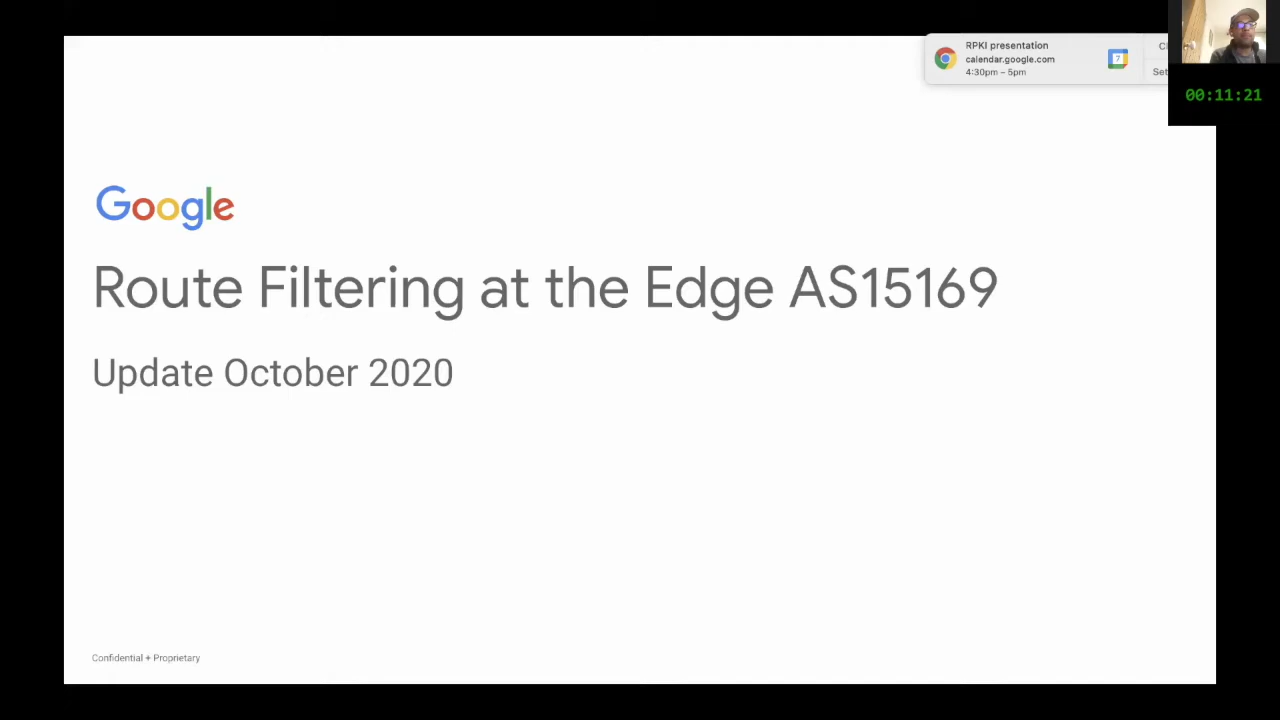 RPKI presentation
calendar.google.com
4:30pm – 5pm
7
00:11:21
Google
Route Filtering at the Edge AS15169
Update October 2020
Confidential + Proprietary